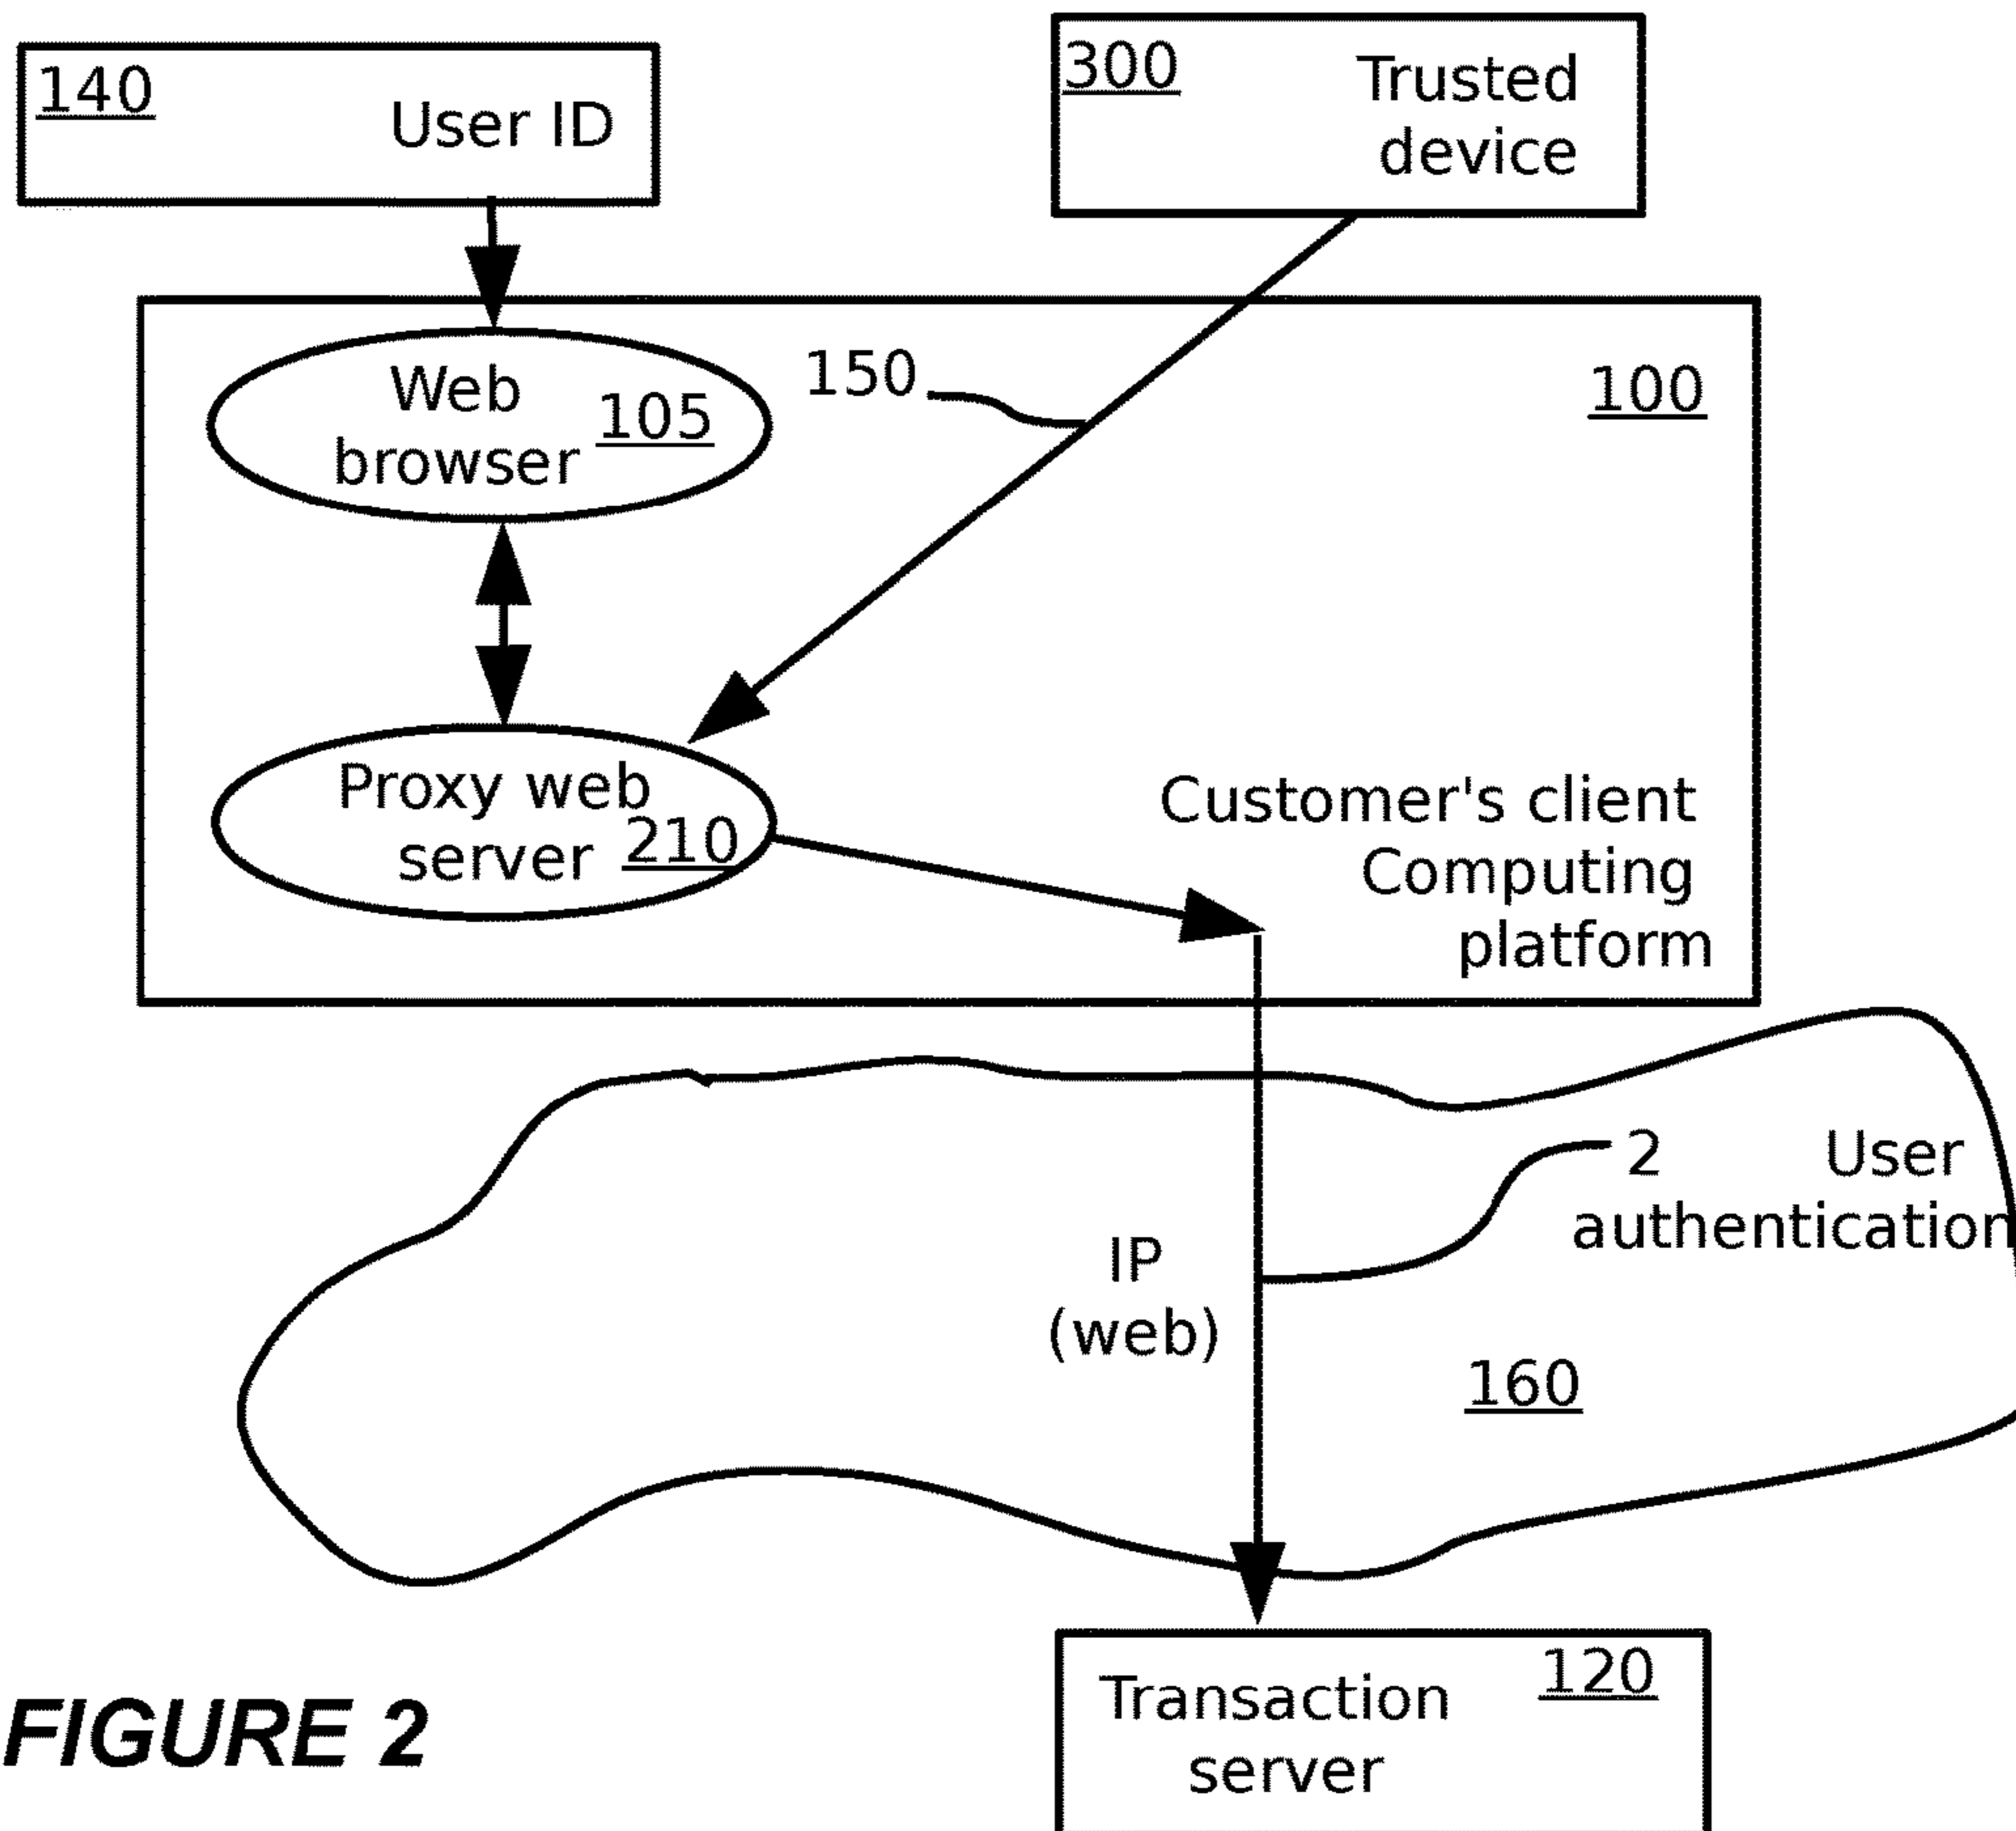 140
User ID
300
Trusted
device
Web
browser 105
150
100
Proxy web
server 210
Customer's client
Computing
platform
2 User
authentication
IP
(web)
160
120
Transaction
server
FIGURE 2